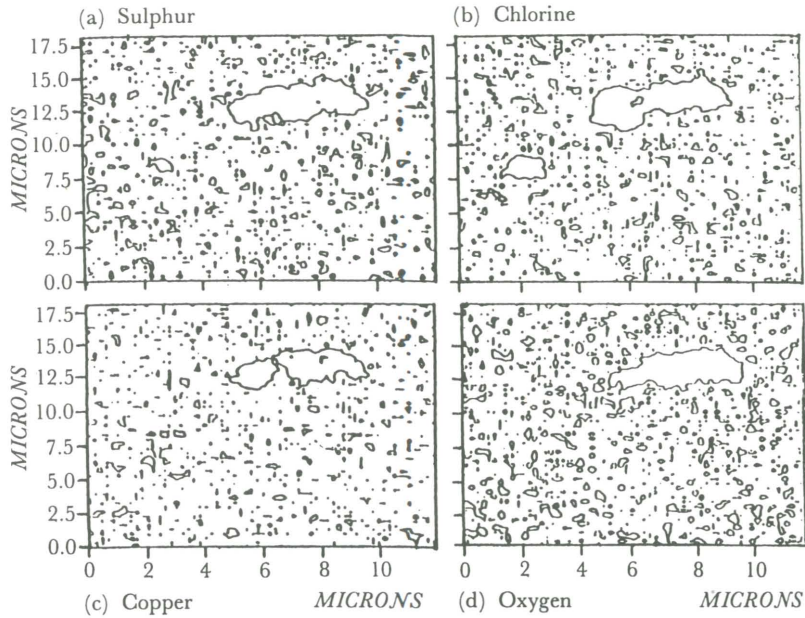 (a) Sulphur
(b) Chlorine
17.5
15.0
12.5
10.0
7.5
5.0
2.5
0.0
MICRONS
17.5
15.0
12.5
10.0
7.5
5.0
2.5
0.0
MICRONS
0 2 4 6 8 10
0 2 4 6 8 10
(c) Copper
MICRONS
(d) Oxygen
MICRONS